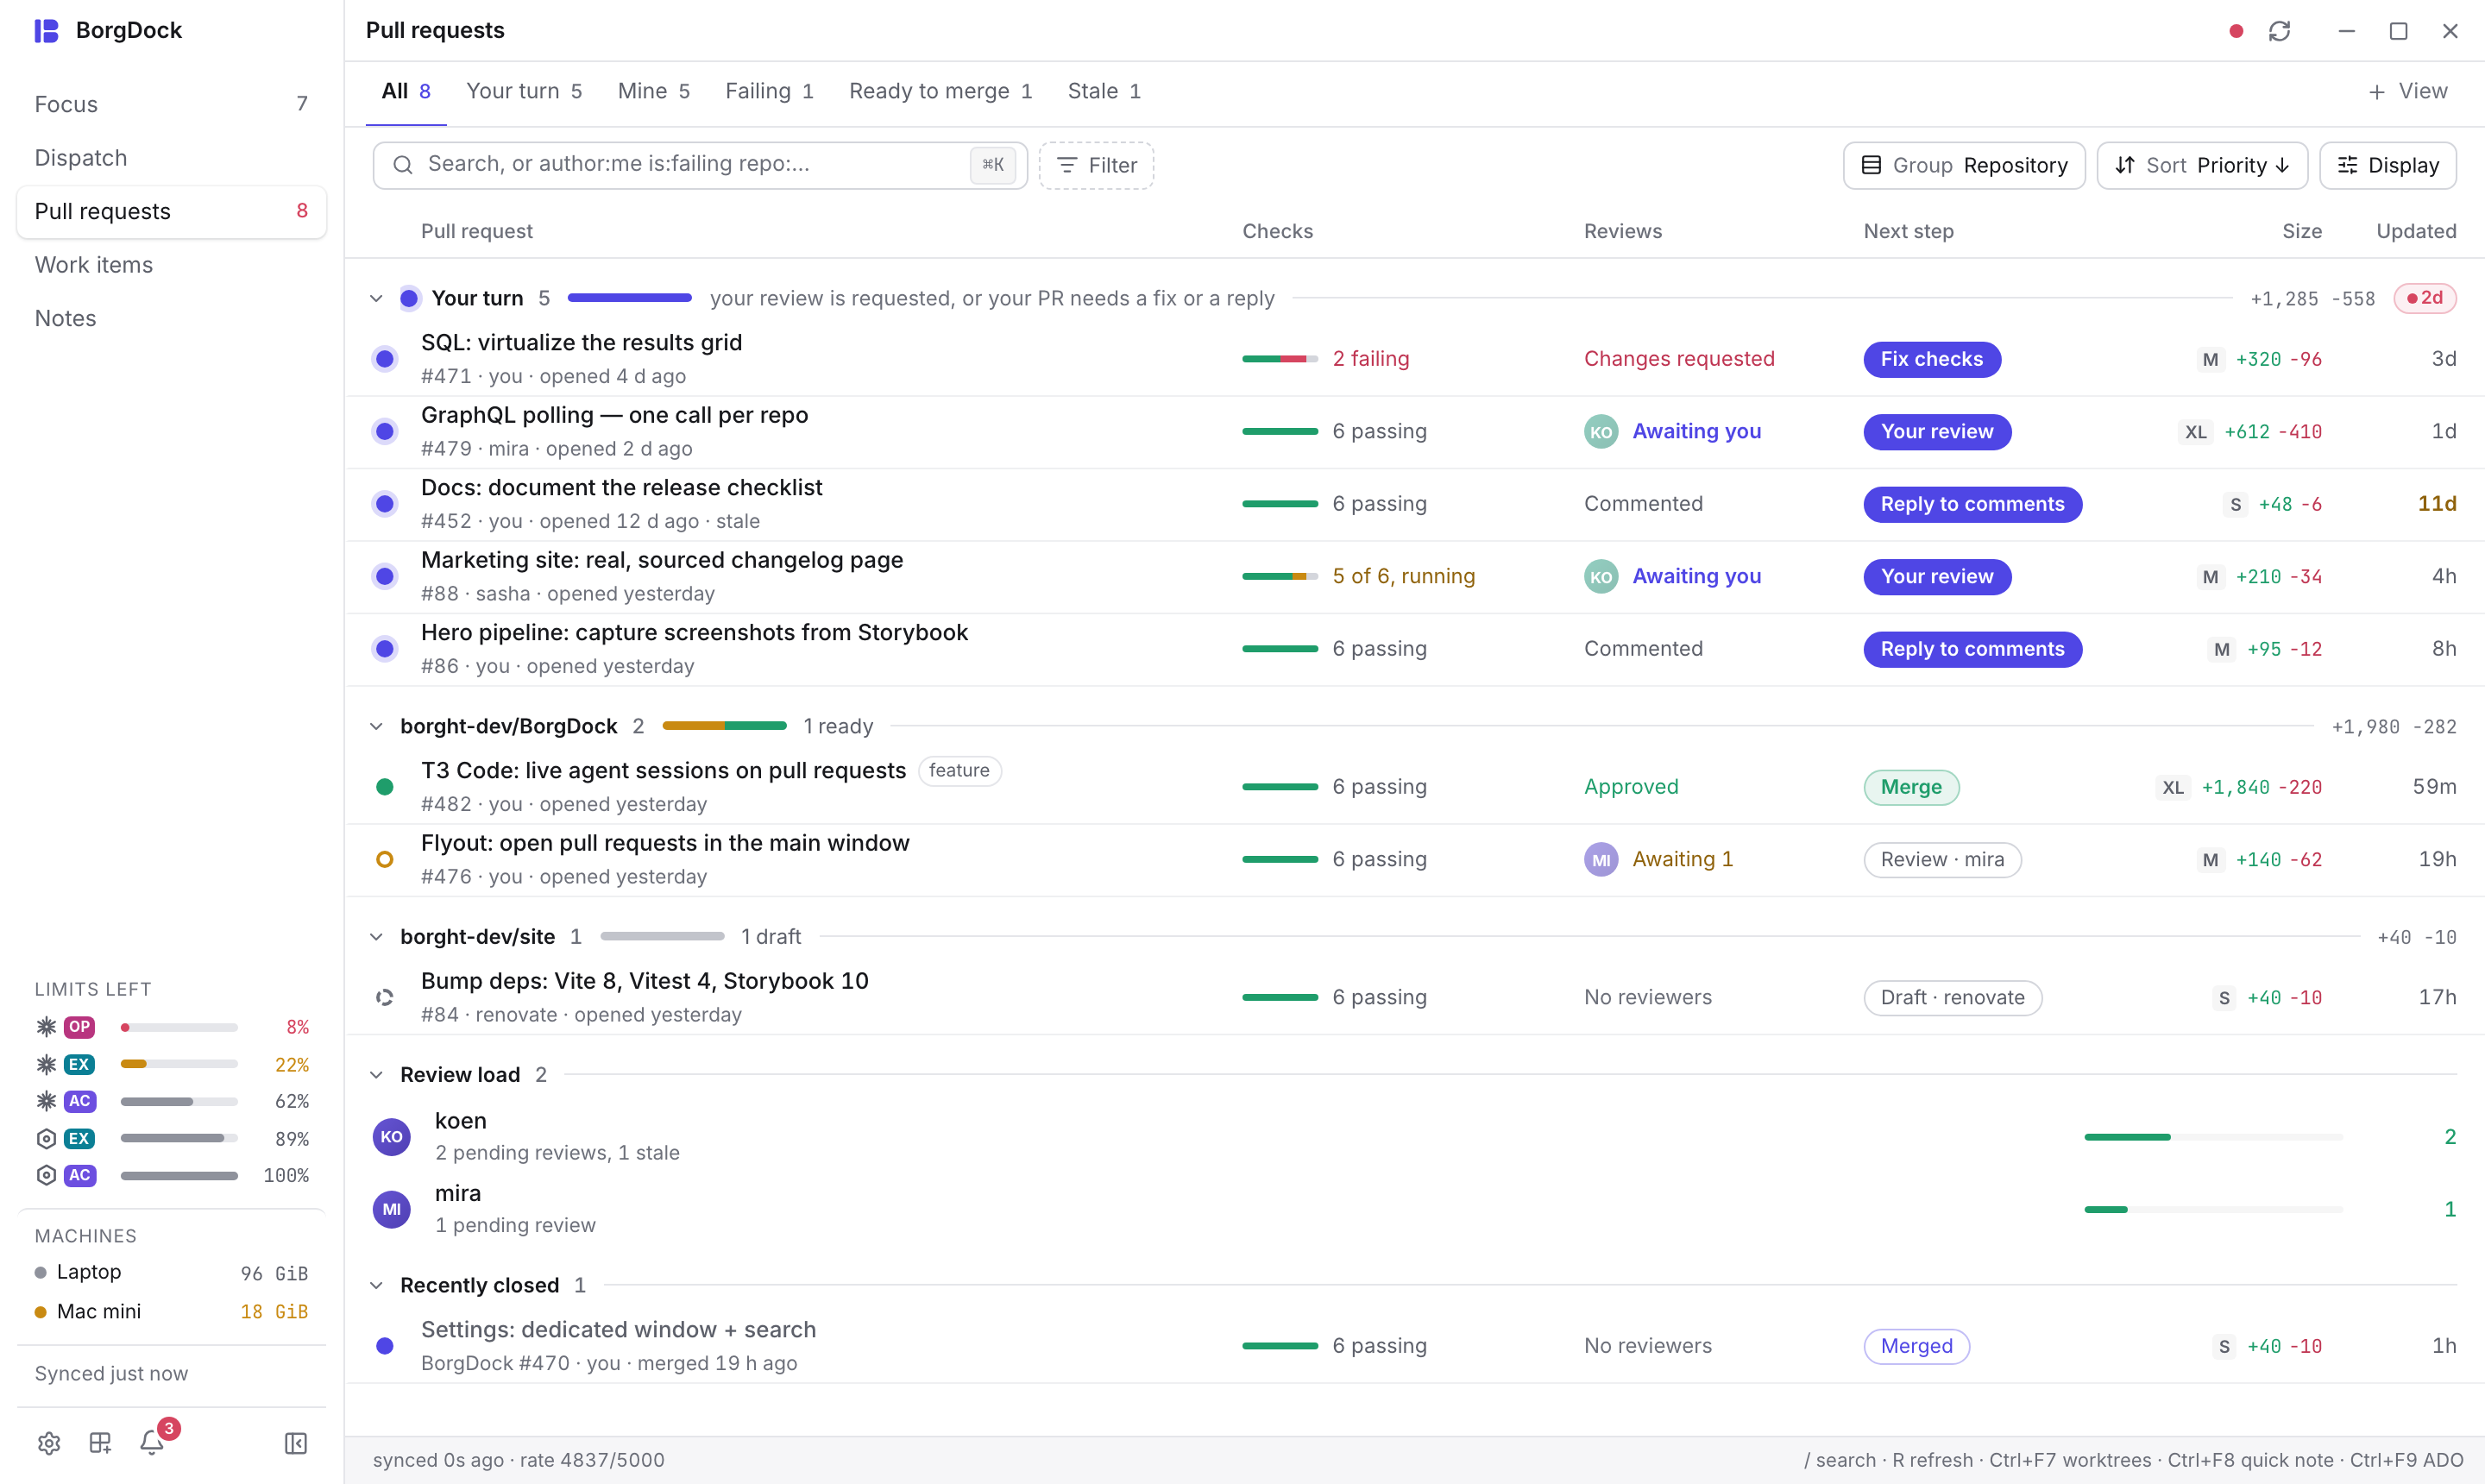 BorgDock
Focus 7
Dispatch
Pull requests 8
Work items
Notes
LIMITS LEFT
OP 8%
EX 22%
AC 62%
EX 89%
AC 100%
MACHINES
Laptop 96 GiB
Mac mini 18 GiB
Synced just now
3
Pull requests
All 8 Your turn 5 Mine 5 Failing 1 Ready to merge 1 Stale 1 + View
Search, or author:me is:failing repo:... ⌘K Filter Group Repository Sort Priority ↓ Display
Pull request Checks Reviews Next step Size Updated
Your turn 5 your review is requested, or your PR needs a fix or a reply +1,285 -558 2d
SQL: virtualize the results grid
#471 · you · opened 4 d ago
2 failing Changes requested Fix checks M +320 -96 3d
GraphQL polling — one call per repo
#479 · mira · opened 2 d ago
6 passing KO Awaiting you Your review XL +612 -410 1d
Docs: document the release checklist
#452 · you · opened 12 d ago · stale
6 passing Commented Reply to comments S +48 -6 11d
Marketing site: real, sourced changelog page
#88 · sasha · opened yesterday
5 of 6, running KO Awaiting you Your review M +210 -34 4h
Hero pipeline: capture screenshots from Storybook
#86 · you · opened yesterday
6 passing Commented Reply to comments M +95 -12 8h
borght-dev/BorgDock 2 1 ready +1,980 -282
T3 Code: live agent sessions on pull requests feature
#482 · you · opened yesterday
6 passing Approved Merge XL +1,840 -220 59m
Flyout: open pull requests in the main window
#476 · you · opened yesterday
6 passing MI Awaiting 1 Review · mira M +140 -62 19h
borght-dev/site 1 1 draft +40 -10
Bump deps: Vite 8, Vitest 4, Storybook 10
#84 · renovate · opened yesterday
6 passing No reviewers Draft · renovate S +40 -10 17h
Review load 2
KO koen
2 pending reviews, 1 stale
2
MI mira
1 pending review
1
Recently closed 1
Settings: dedicated window + search
BorgDock #470 · you · merged 19 h ago
6 passing No reviewers Merged S +40 -10 1h
synced 0s ago · rate 4837/5000 / search · R refresh · Ctrl+F7 worktrees · Ctrl+F8 quick note · Ctrl+F9 ADO